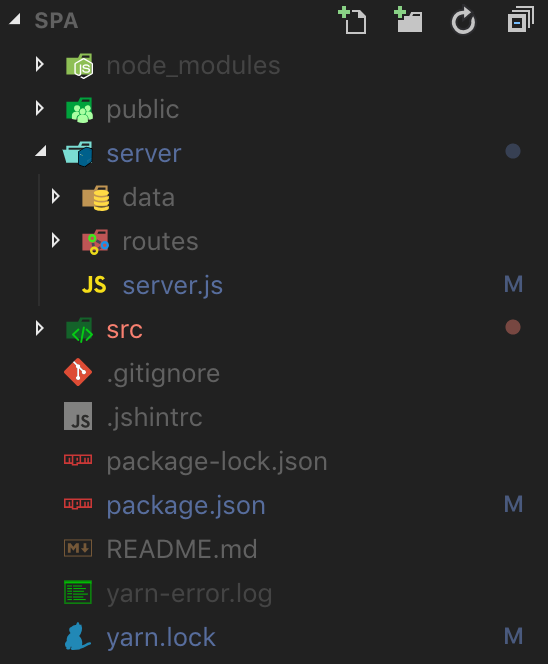 SPA
node_modules
public
server
data
routes
JS server.js M
src
.gitignore
JS .jshintrc
package-lock.json
package.json M
M README.md
yarn-error.log
yarn.lock M